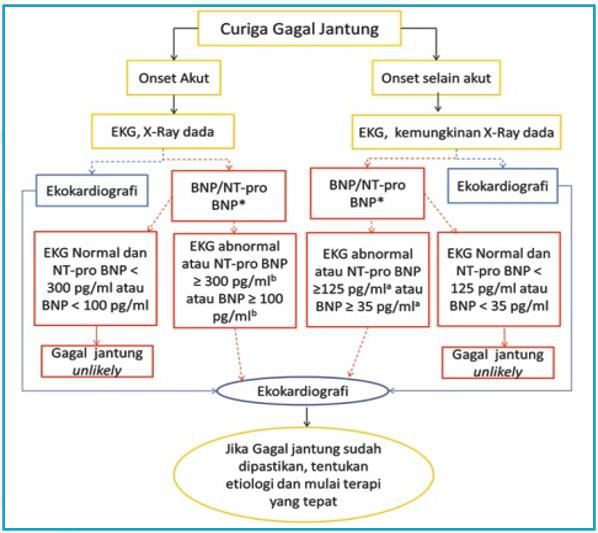 Curiga Gagal Jantung
Onset Akut
Onset selain akut
EKG, X-Ray dada
EKG, kemungkinan X-Ray dada
Ekokardiografi
BNP/NT-pro
BNP*
BNP/NT-pro
BNP*
Ekokardiografi
EKG Normal dan
NT-pro BNP <
300 pg/ml atau
BNP < 100 pg/ml
EKG abnormal
atau NT-pro BNP
≥ 300 pg/mlᵇ
atau BNP ≥ 100
pg/mlᵇ
EKG abnormal
atau NT-pro BNP
≥125 pg/mlᵃ atau
BNP ≥ 35 pg/mlᵃ
EKG Normal dan
NT-pro BNP <
125 pg/ml atau
BNP < 35 pg/ml
Gagal jantung
unlikely
Gagal jantung
unlikely
Ekokardiografi
Jika Gagal jantung sudah
dipastikan, tentukan
etiologi dan mulai terapi
yang tepat